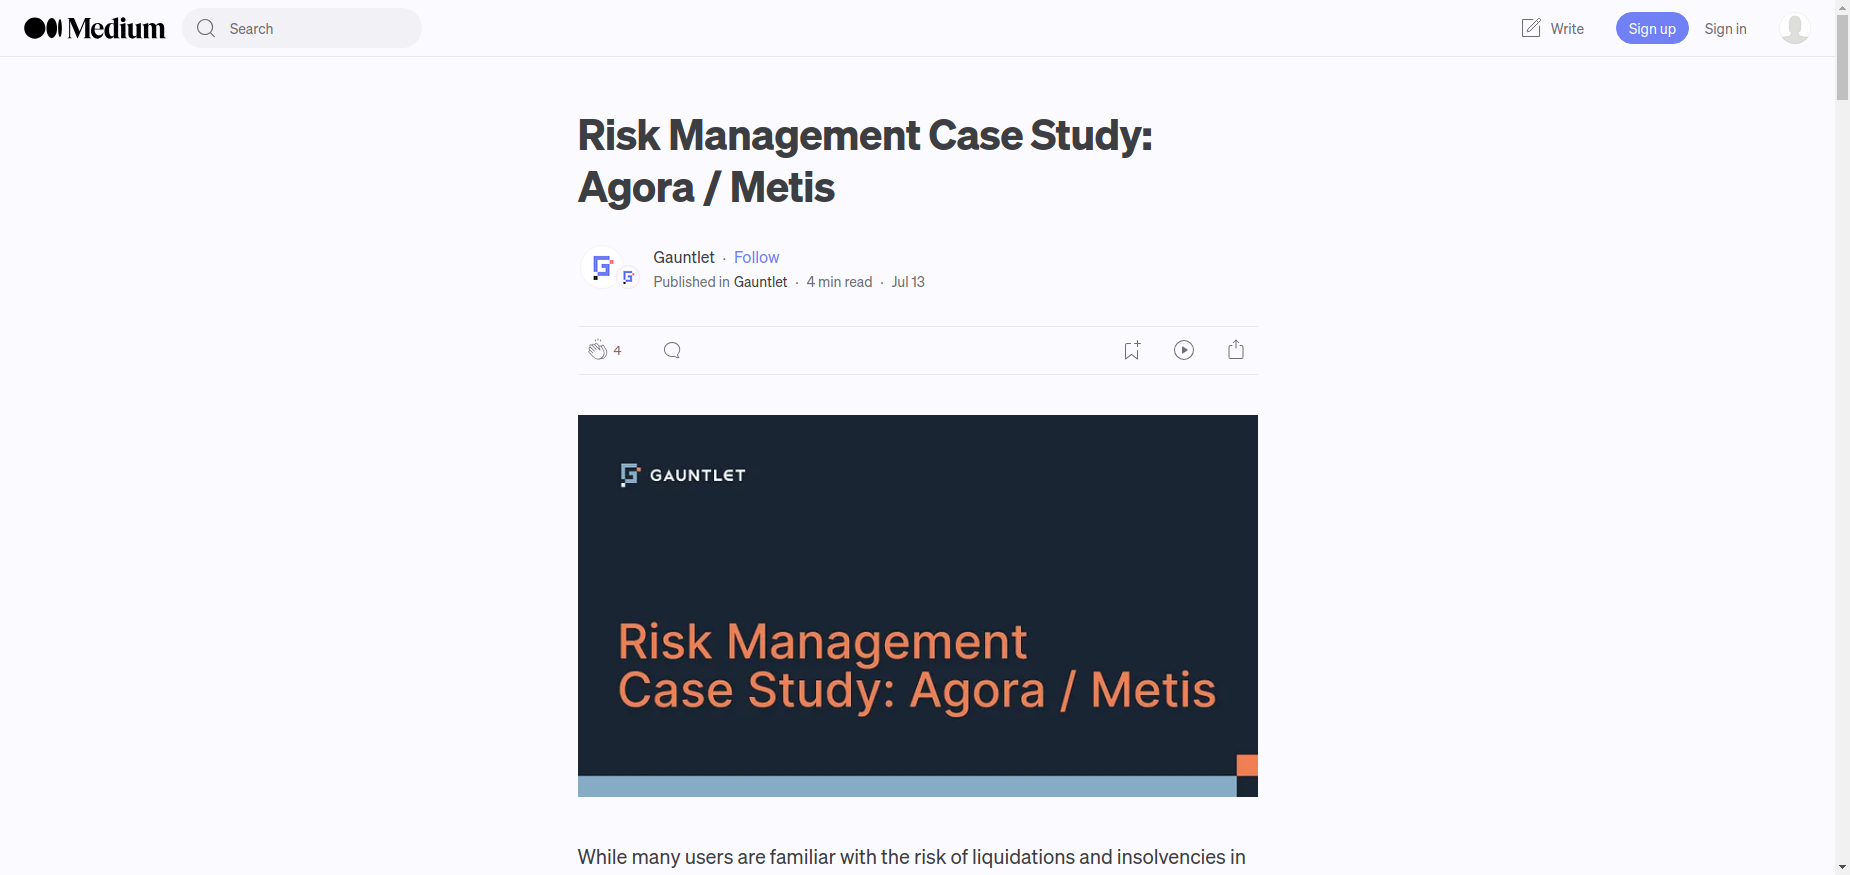 Medium
Search
Write
Sign up
Sign in
Risk Management Case Study:
Agora / Metis
Gauntlet · Follow
Published in Gauntlet · 4 min read · Jul 13
4
GAUNTLET
Risk Management
Case Study: Agora / Metis
While many users are familiar with the risk of liquidations and insolvencies in